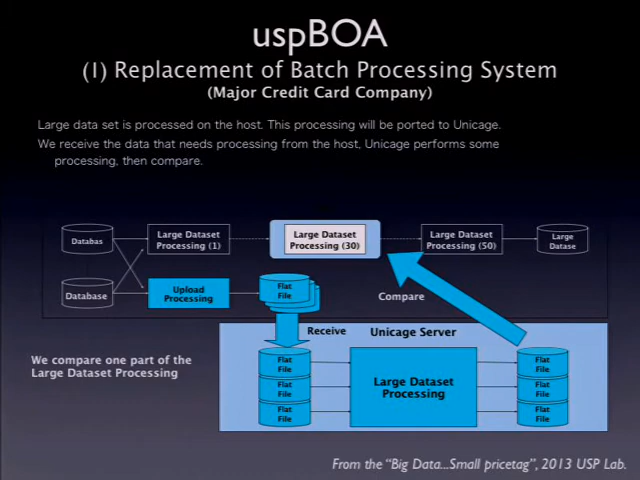 uspBOA
(1) Replacement of Batch Processing System
(Major Credit Card Company)
Large data set is processed on the host. This processing will be ported to Unicage.
We receive the data that needs processing from the host, Unicage performs some
processing, then compare.
Databas
Large Dataset
Processing (1)
Large Dataset
Processing (30)
Large Dataset
Processing (50)
Large
Datase
Database
Upload
Processing
Flat
File
Compare
Receive
Unicage Server
We compare one part of the
Large Dataset Processing
Flat
File
Flat
File
Flat
File
Large Dataset
Processing
Flat
File
Flat
File
Flat
File
From the “Big Data...Small pricetag”, 2013 USP Lab.